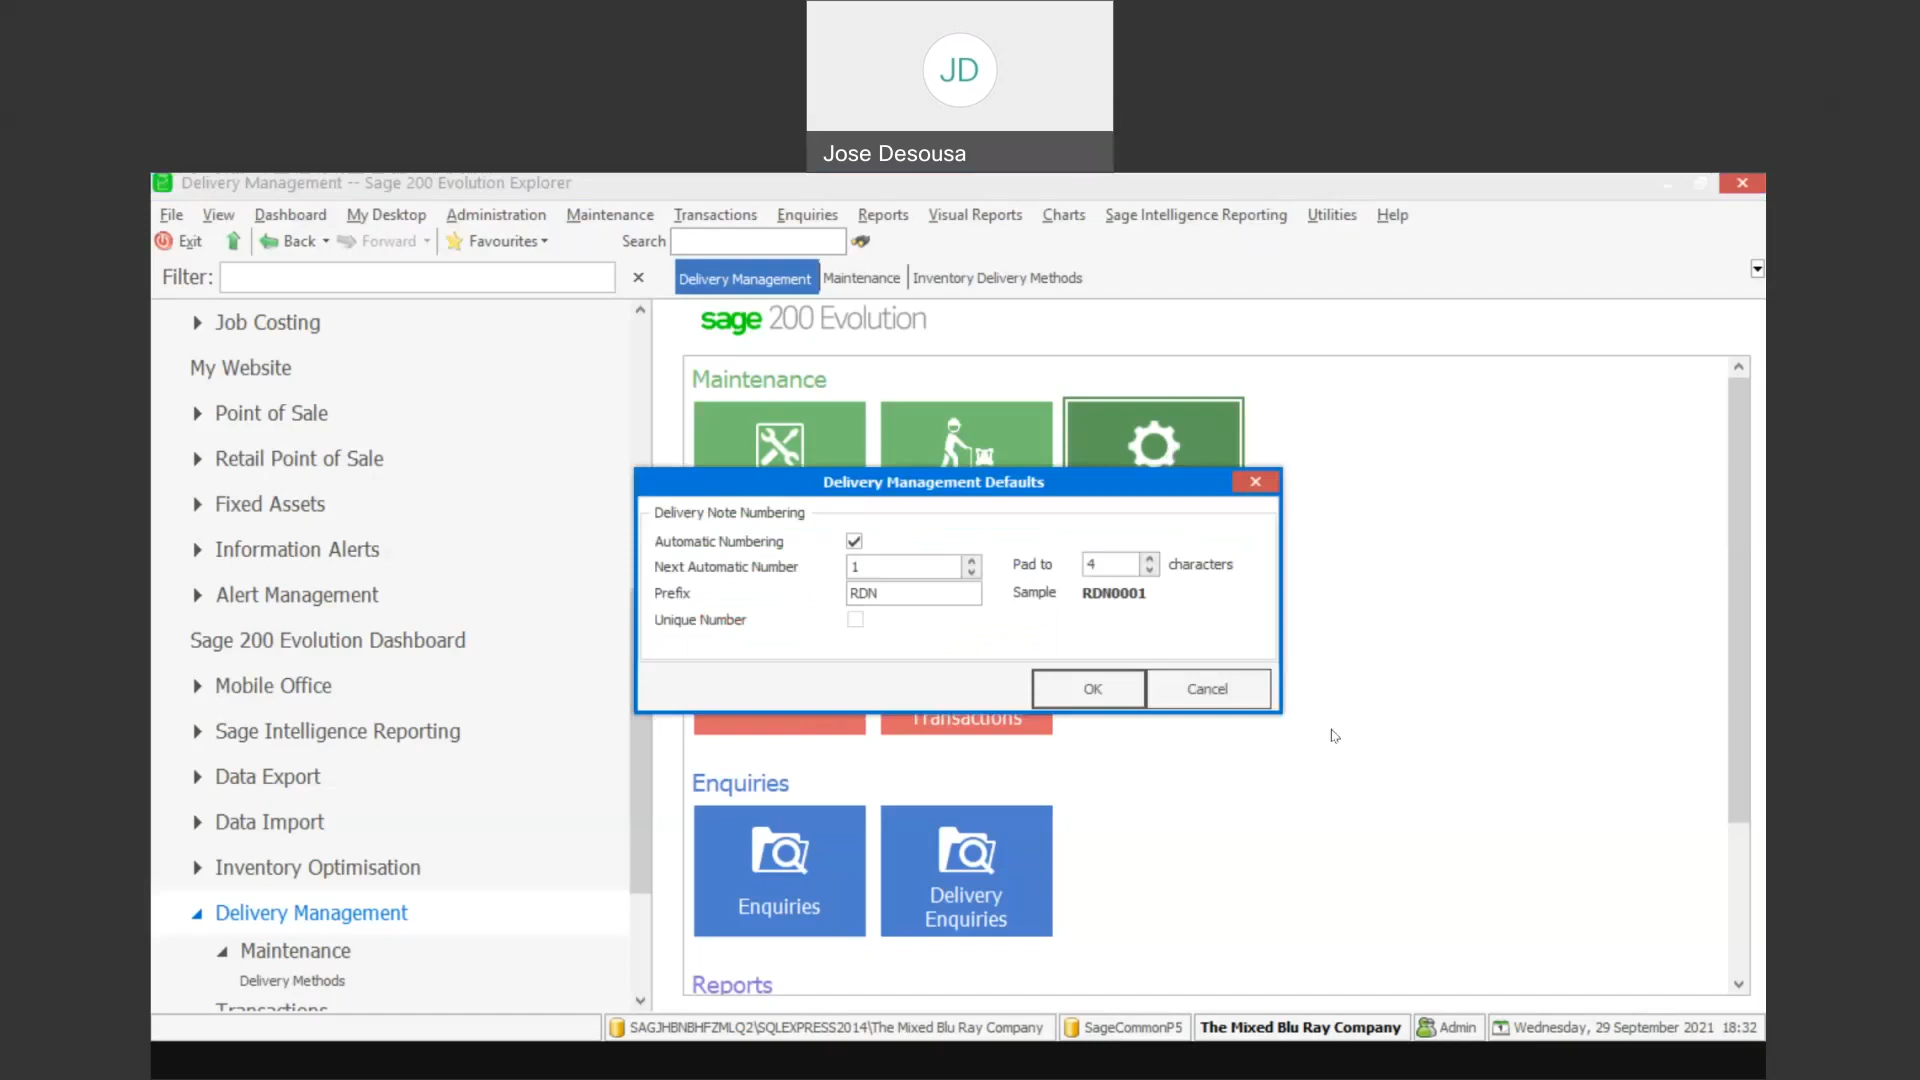 JD
Jose Desousa
Delivery Management -- Sage 200 Evolution Explorer
File View Dashboard My Desktop Administration Maintenance Transactions Enquiries Reports Visual Reports Charts Sage Intelligence Reporting Utilities Help
Exit Back Forward Favourites Search
Filter:
Delivery Management Maintenance Inventory Delivery Methods
sage 200 Evolution
Job Costing
My Website
Point of Sale
Retail Point of Sale
Fixed Assets
Information Alerts
Alert Management
Sage 200 Evolution Dashboard
Mobile Office
Sage Intelligence Reporting
Data Export
Data Import
Inventory Optimisation
Delivery Management
Maintenance
Delivery Methods
Transactions
Maintenance
Delivery Management Defaults
Delivery Note Numbering
Automatic Numbering
Next Automatic Number 1 Pad to 4 characters
Prefix RDN Sample RDN0001
Unique Number
OK Cancel
Transactions
Enquiries
Enquiries
Delivery
Enquiries
Reports
SAGJHBNBHFZMLQ2\SQLEXPRESS2014\The Mixed Blu Ray Company SageCommonP5 The Mixed Blu Ray Company Admin Wednesday, 29 September 2021 18:32